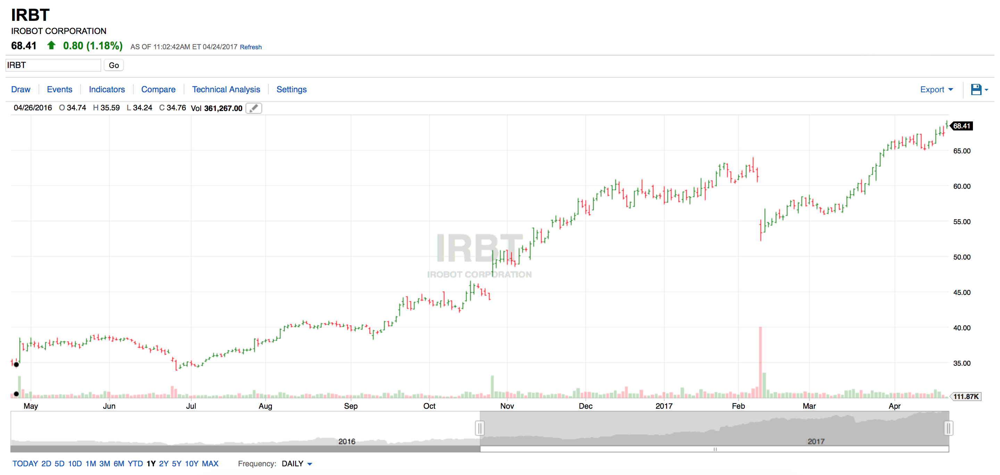 IRBT
IROBOT CORPORATION
68.41 0.80 (1.18%) AS OF 11:02:42AM ET 04/24/2017 Refresh
IRBT Go
Draw Events Indicators Compare Technical Analysis Settings Export
04/26/2016 O 34.74 H 35.59 L 34.24 C 34.76 Vol 361,267.00
68.41
65.00
60.00
55.00
IRBT
50.00
IROBOT CORPORATION
45.00
40.00
35.00
111.87K
May Jun Jul Aug Sep Oct Nov Dec 2017 Feb Mar Apr
2016 2017
TODAY 2D 5D 10D 1M 3M 6M YTD 1Y 2Y 5Y 10Y MAX Frequency: DAILY